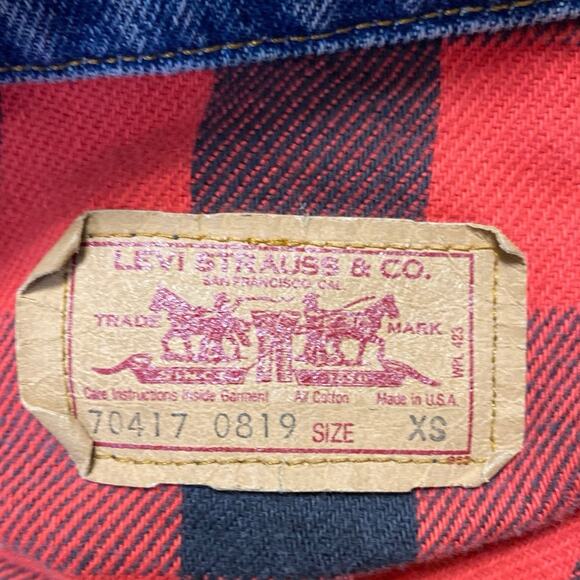 LEVI STRAUSS & CO.
SAN FRANCISCO CAL.
TRADE MARK
WPL 423
Care Instructions Inside Garment All Cotton Made in U.S.A
70417 0819 SIZE XS